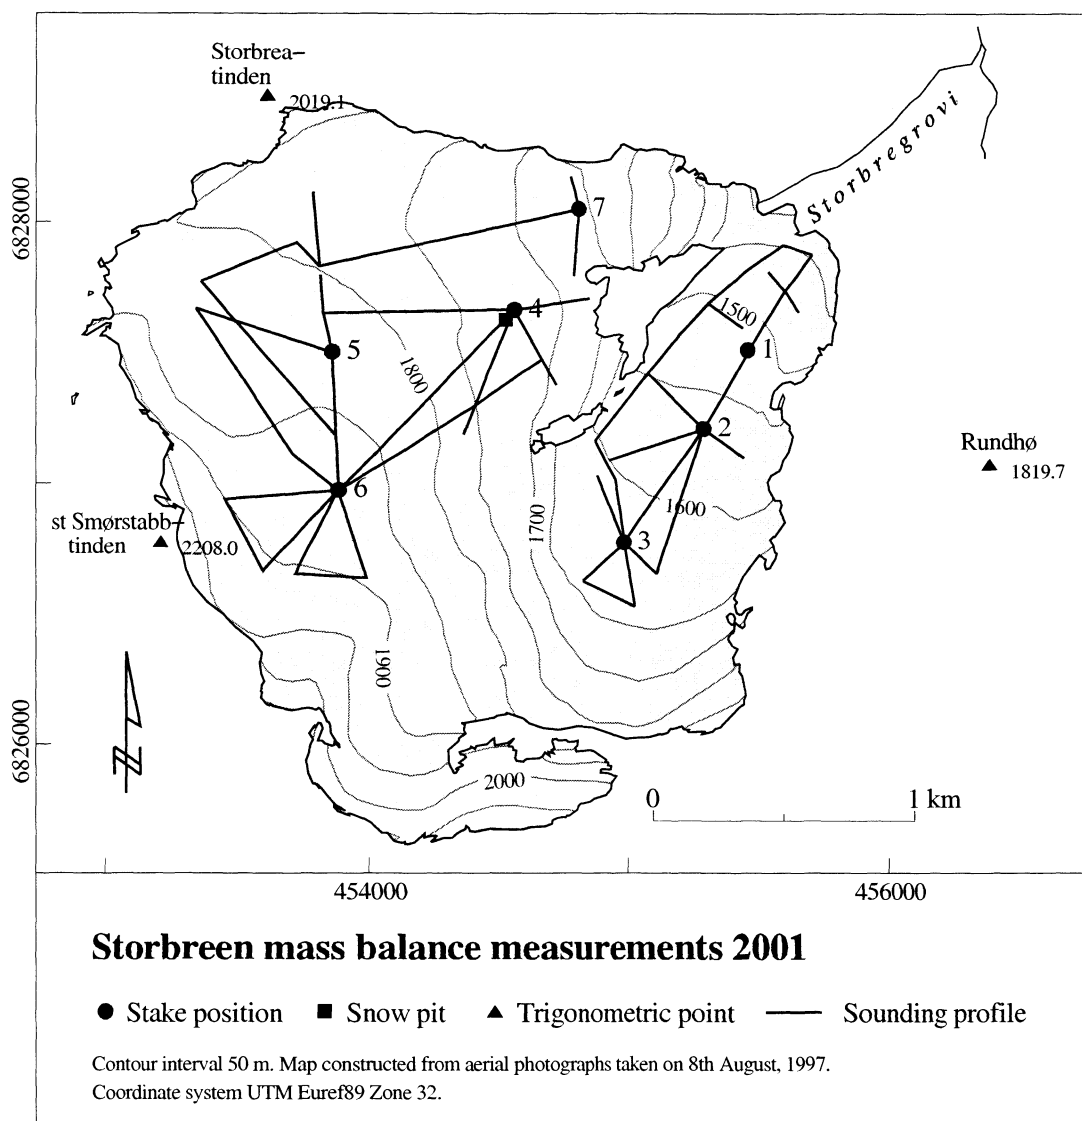 Storbrea–
tinden
2019.1
Storbregrovi
6828000
7
4
1500
1
5
1800
2
Rundhø
1819.7
6
1600
st Smørstabb–
tinden
2208.0
1700
3
1900
6826000
2000
0 1 km
N
454000 456000
Storbreen mass balance measurements 2001
Stake position Snow pit Trigonometric point Sounding profile
Contour interval 50 m. Map constructed from aerial photographs taken on 8th August, 1997.
Coordinate system UTM Euref89 Zone 32.